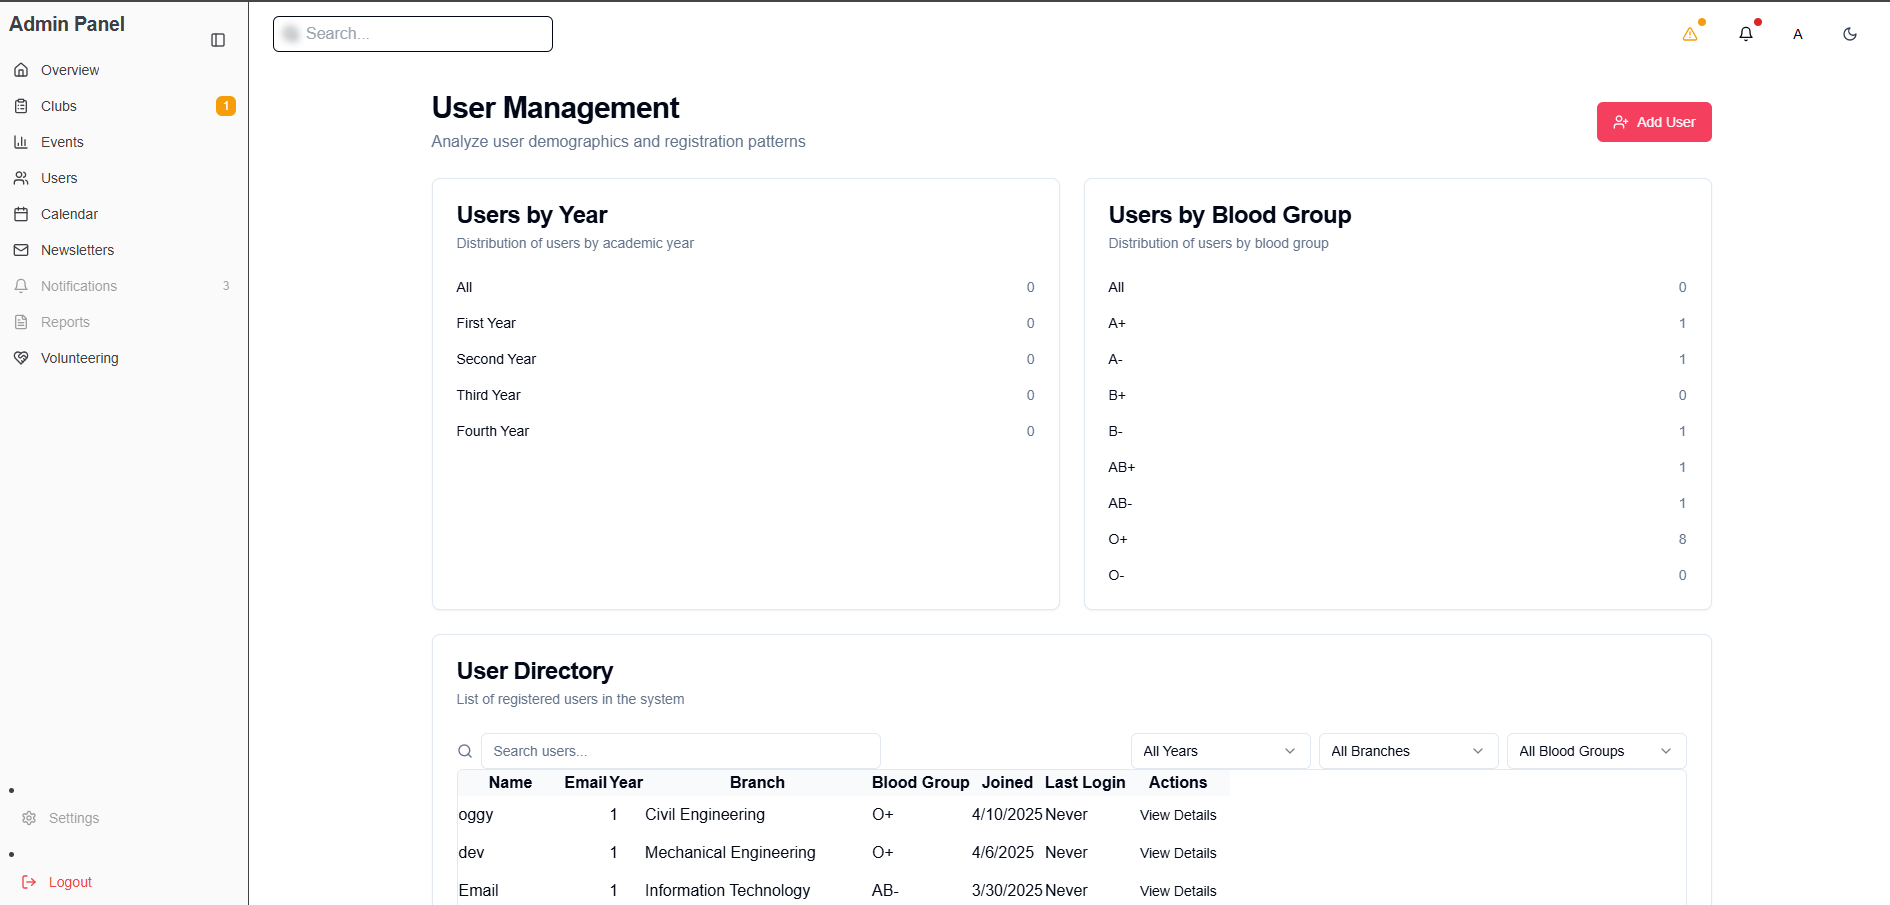 Admin Panel
Overview
Clubs 1
Events
Users
Calendar
Newsletters
Notifications 3
Reports
Volunteering
Settings
Logout
Search...
A
User Management
Analyze user demographics and registration patterns
Add User
Users by Year
Distribution of users by academic year
All 0
First Year 0
Second Year 0
Third Year 0
Fourth Year 0
Users by Blood Group
Distribution of users by blood group
All 0
A+ 1
A- 1
B+ 0
B- 1
AB+ 1
AB- 1
O+ 8
O- 0
User Directory
List of registered users in the system
Search users... All Years All Branches All Blood Groups
Name Email Year Branch Blood Group Joined Last Login Actions
oggy 1 Civil Engineering O+ 4/10/2025 Never View Details
dev 1 Mechanical Engineering O+ 4/6/2025 Never View Details
Email 1 Information Technology AB- 3/30/2025 Never View Details